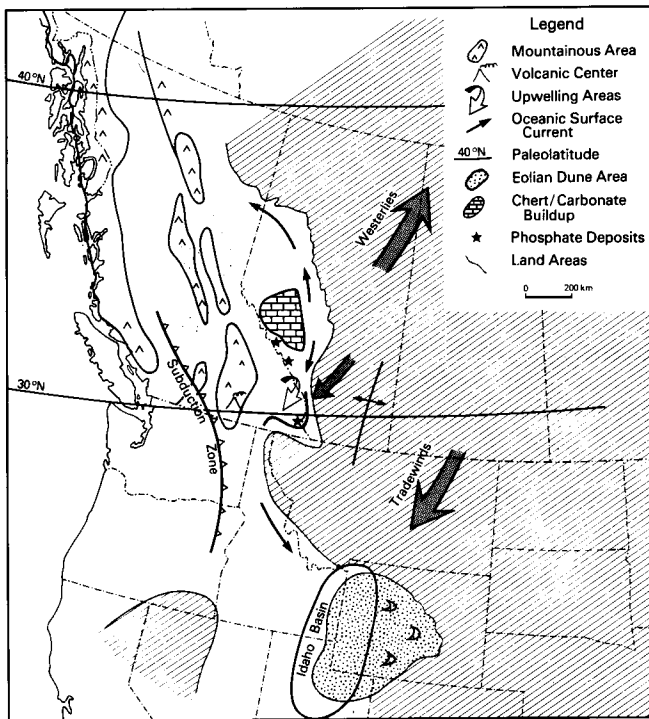 Legend
Mountainous Area
Volcanic Center
Upwelling Areas
Oceanic Surface
Current
40°N
Paleolatitude
Eolian Dune Area
Chert/Carbonate
Buildup
Phosphate Deposits
Land Areas
0 200 km
40°N
Westerlies
30°N
Subduction
Zone
Tradewinds
Idaho Basin